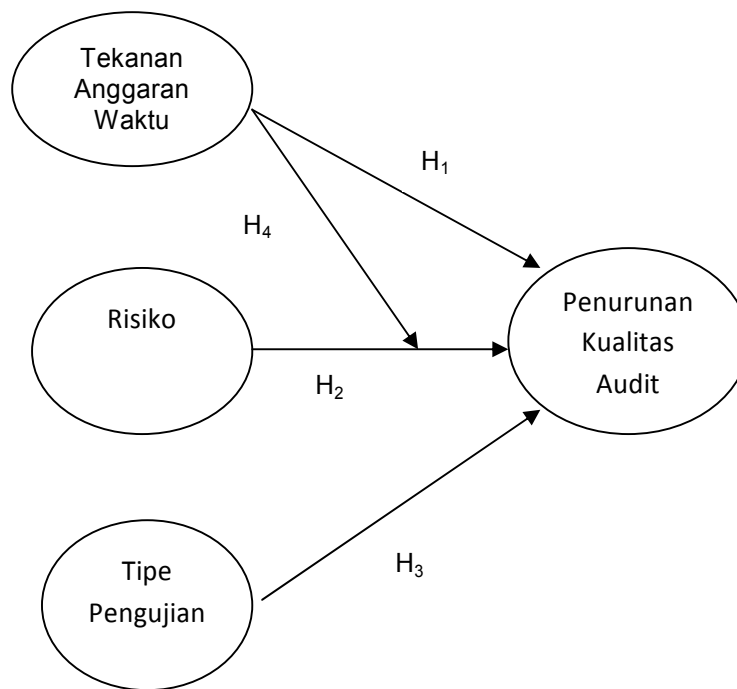 Tekanan
Anggaran
Waktu
H₁
H₄
Risiko
H₂
Penurunan
Kualitas
Audit
Tipe
Pengujian
H₃